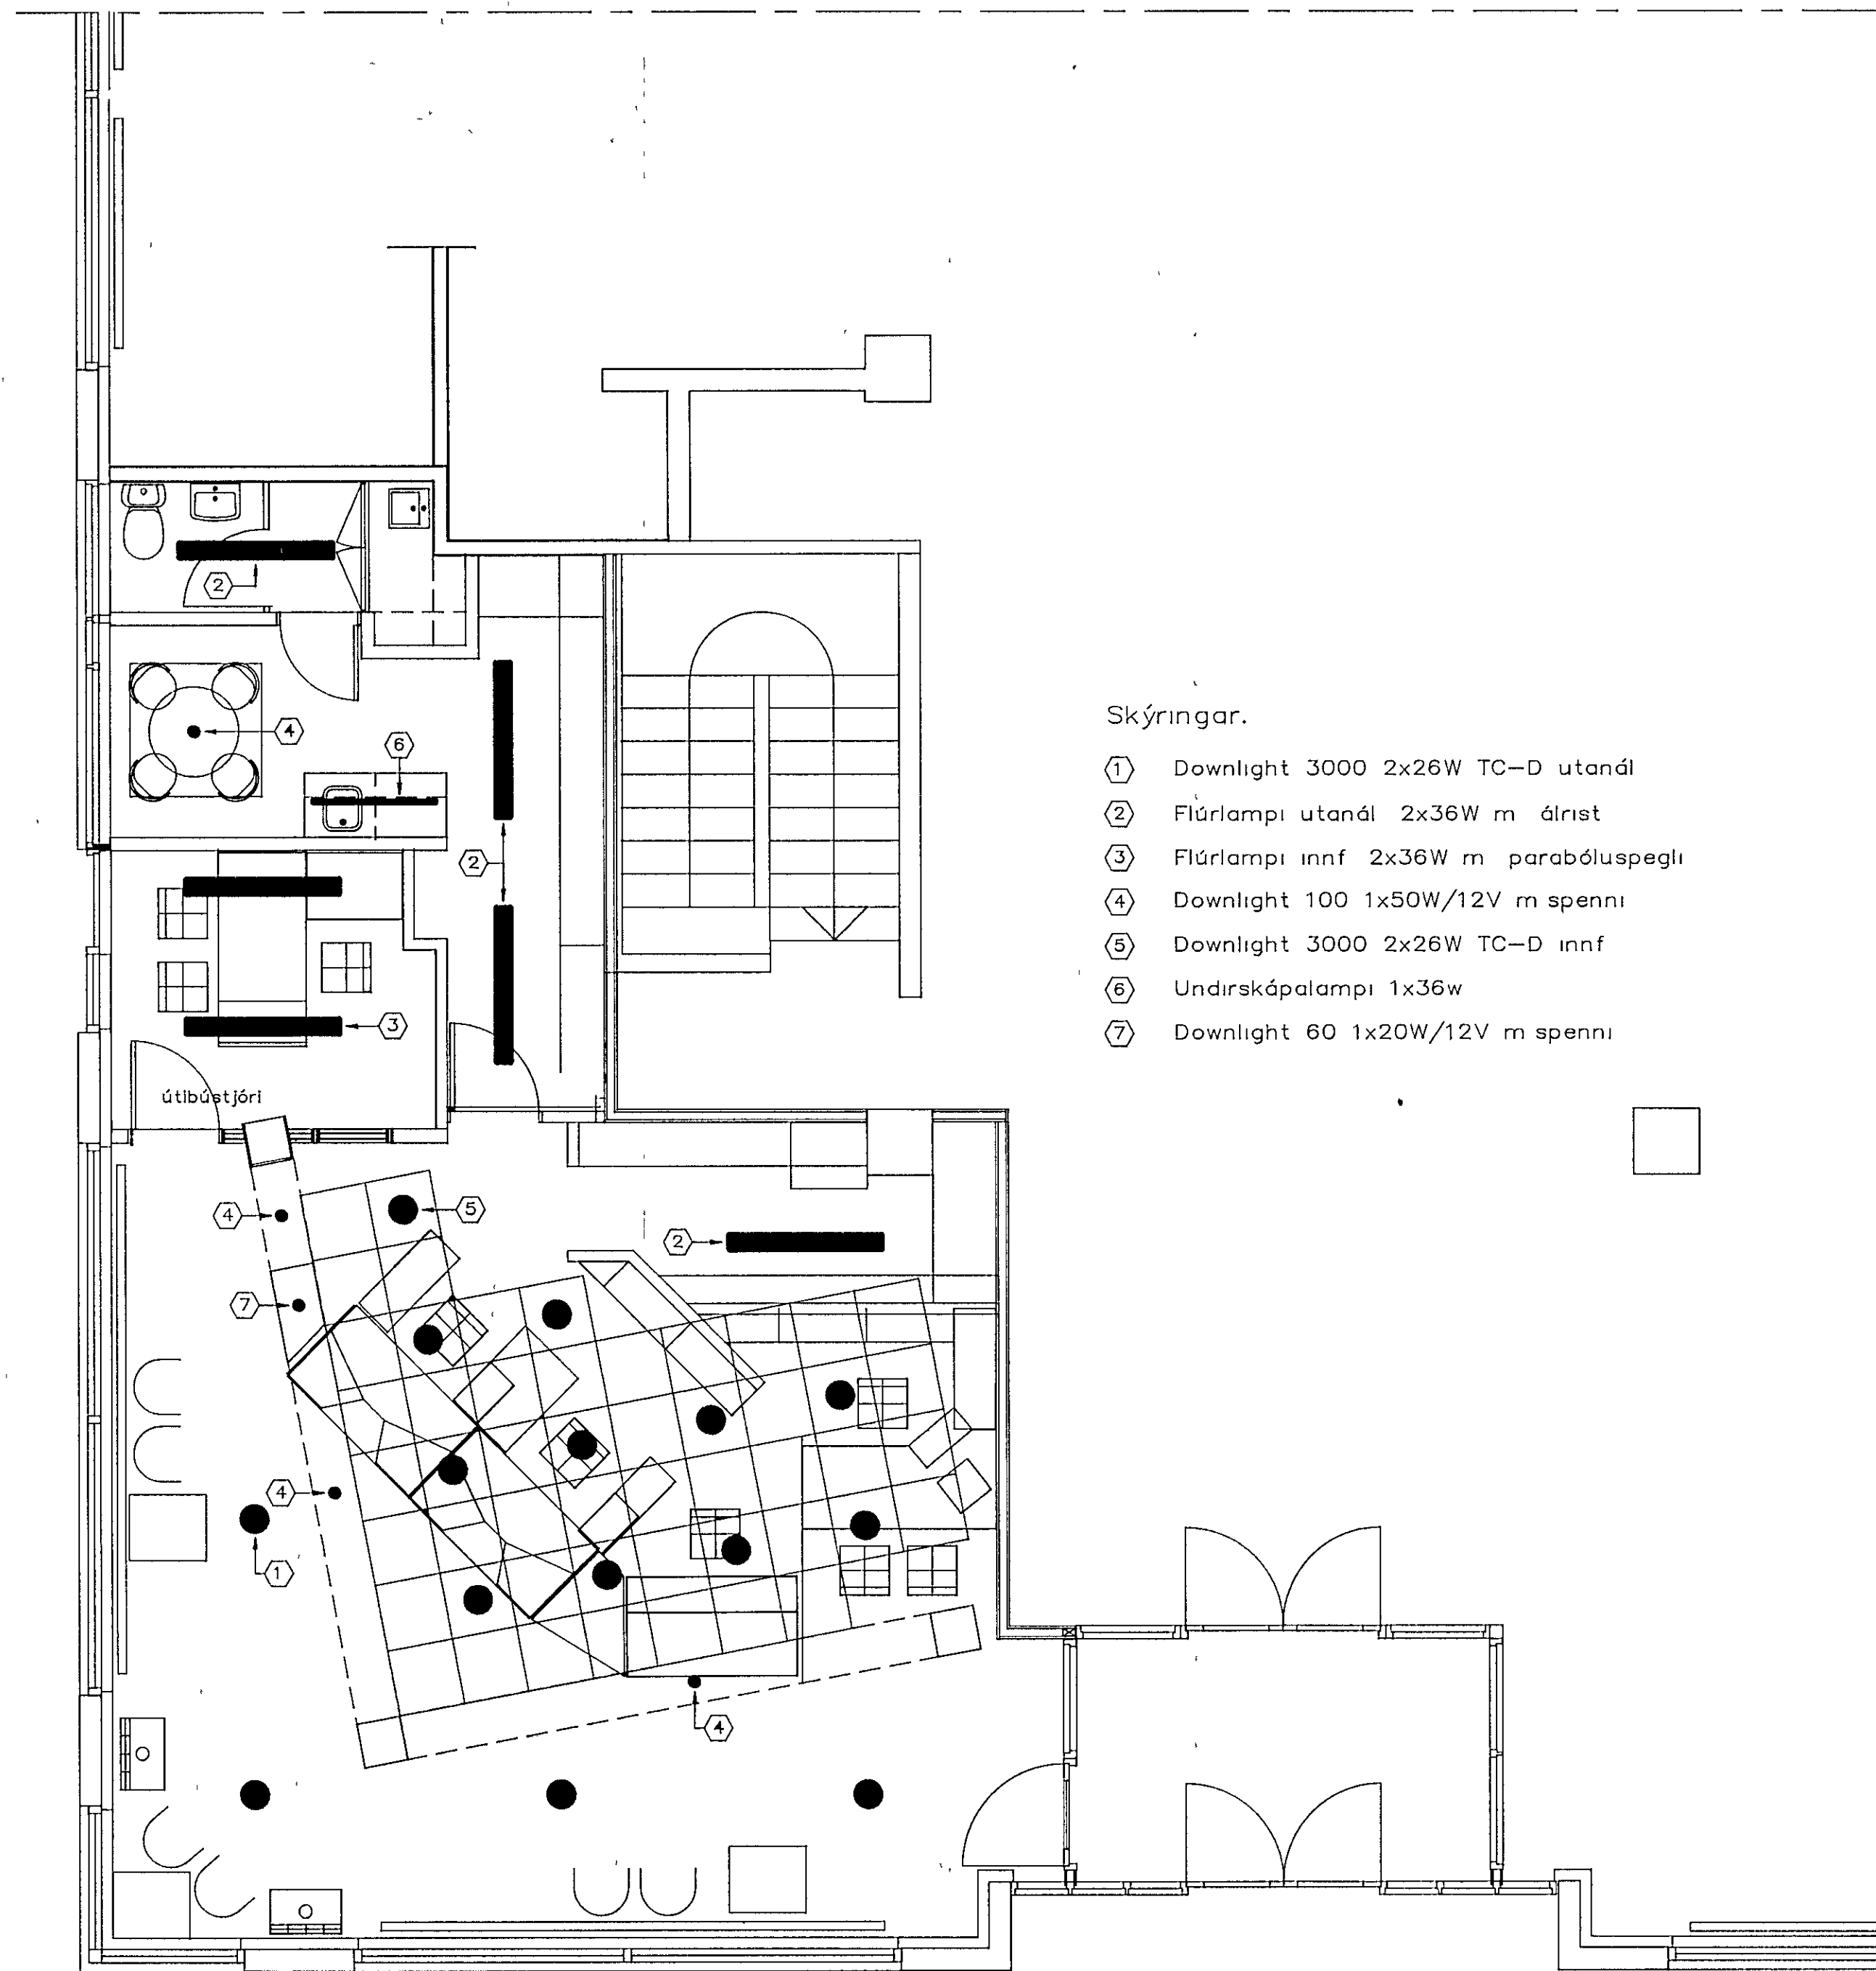 2
4
6
Skýringar.
1 Downlight 3000 2x26W TC-D utanál
2 Flúrlampi utanál 2x36W m álrist
2
3 Flúrlampi innf 2x36W m parabóluspegli
4 Downlight 100 1x50W/12V m spenni
5 Downlight 3000 2x26W TC-D innf
6 Undirskápalampi 1x36w
3
7 Downlight 60 1x20W/12V m spenni
útibústjóri
4
5
2
7
4
1
4